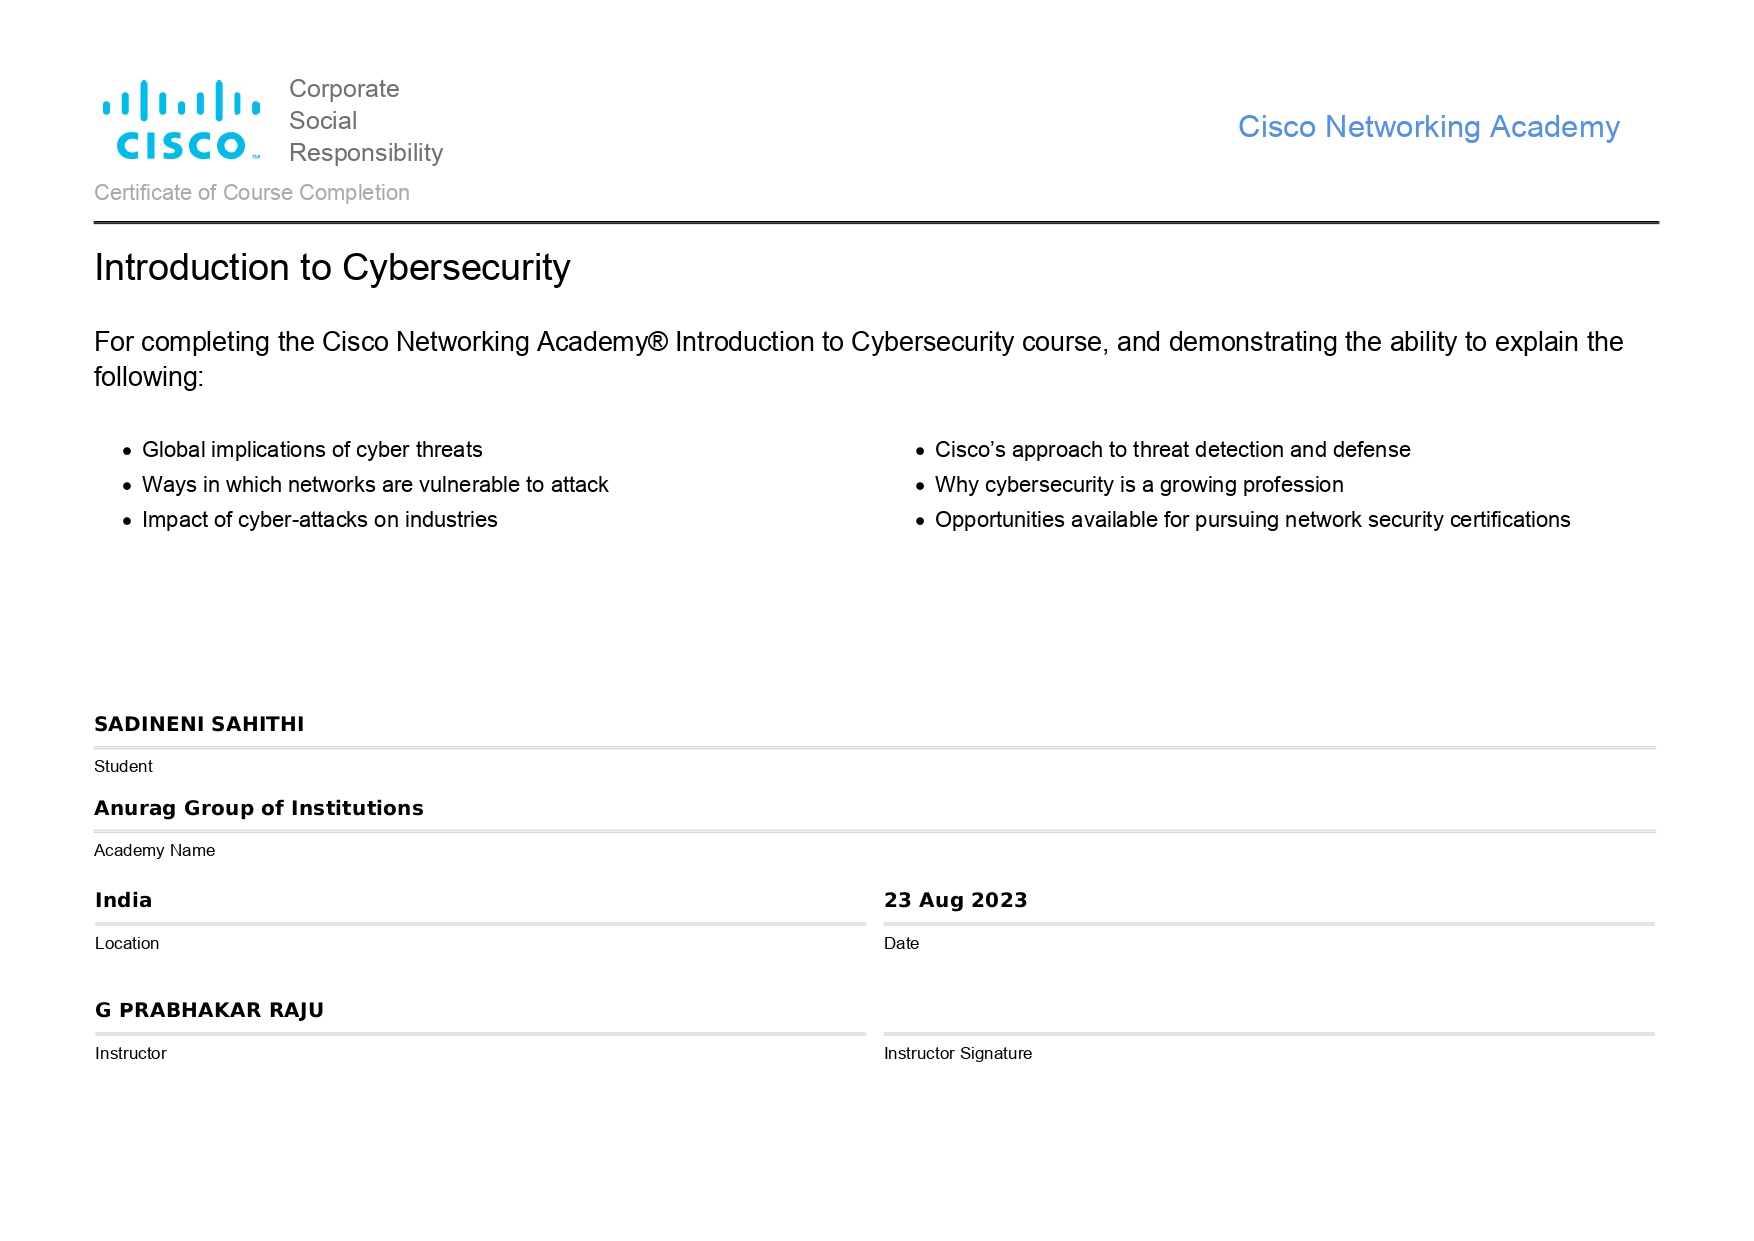 CISCO™
Corporate
Social
Responsibility
Cisco Networking Academy
Certificate of Course Completion
Introduction to Cybersecurity
For completing the Cisco Networking Academy® Introduction to Cybersecurity course, and demonstrating the ability to explain the
following:
• Global implications of cyber threats
• Ways in which networks are vulnerable to attack
• Impact of cyber-attacks on industries
• Cisco’s approach to threat detection and defense
• Why cybersecurity is a growing profession
• Opportunities available for pursuing network security certifications
SADINENI SAHITHI
Student
Anurag Group of Institutions
Academy Name
India
Location
23 Aug 2023
Date
G PRABHAKAR RAJU
Instructor
Instructor Signature